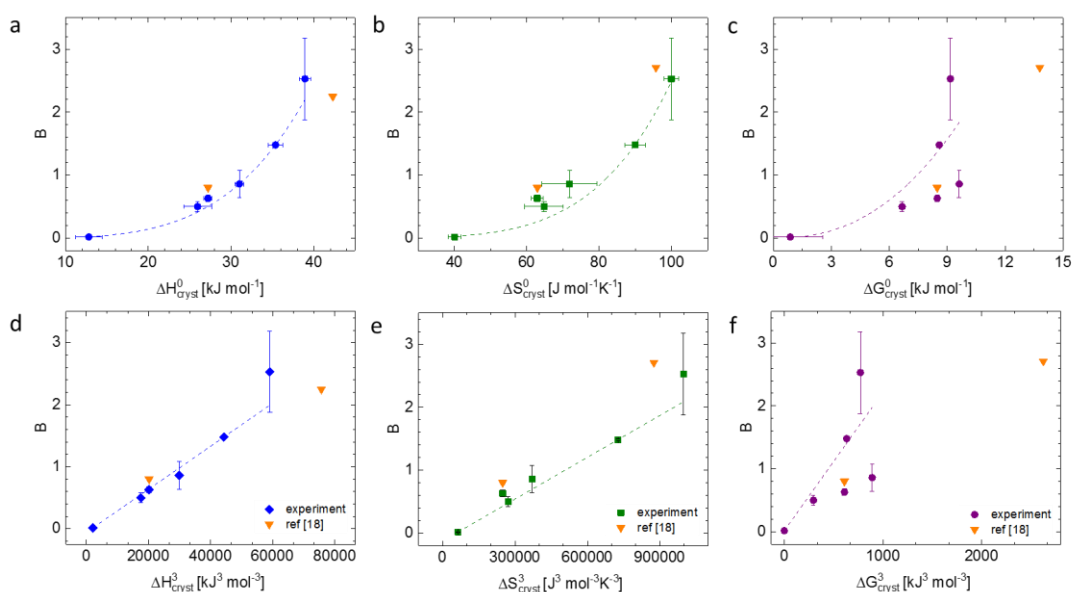 a
3
2
1
0
B
10 20 30 40
ΔH⁰cryst [kJ mol⁻¹]
b
3
2
1
0
B
40 60 80 100
ΔS⁰cryst [J mol⁻¹K⁻¹]
c
3
2
1
0
B
0 3 6 9 12 15
ΔG⁰cryst [kJ mol⁻¹]
d
3
2
1
0
B
experiment
ref [18]
0 20000 40000 60000 80000
ΔH³cryst [kJ³ mol⁻³]
e
3
2
1
0
B
experiment
ref [18]
300000 600000 900000
ΔS³cryst [J³ mol⁻³K⁻³]
f
3
2
1
0
B
experiment
ref [18]
0 1000 2000
ΔG³cryst [kJ³ mol⁻³]